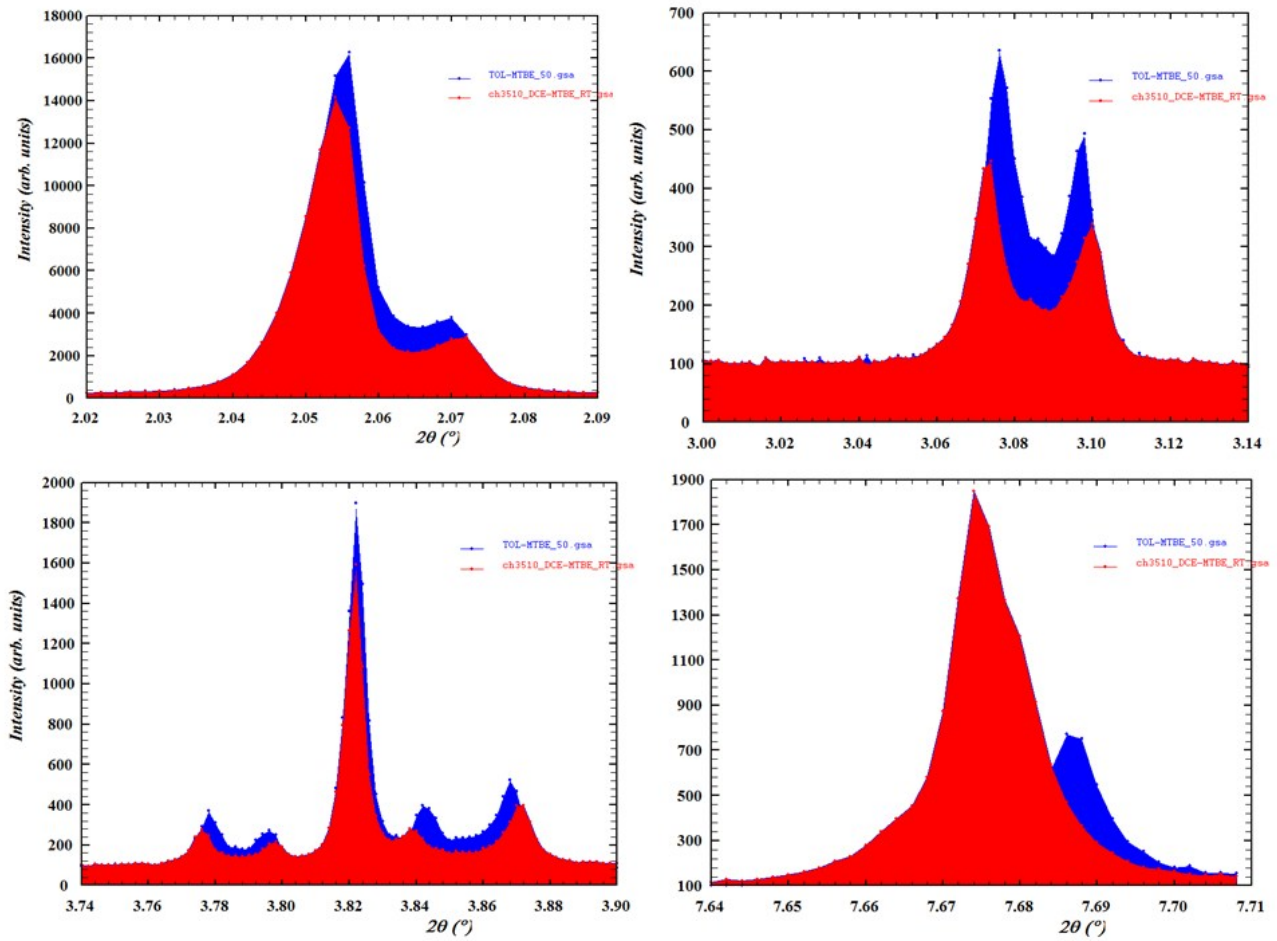 18000
16000
14000
12000
10000
8000
6000
4000
2000
0
Intensity (arb. units)
TOL-MTBE_50.gsa
ch3510_DCE-MTBE_RT.gsa
2.02 2.03 2.04 2.05 2.06 2.07 2.08 2.09
2θ (°)
700
600
500
400
300
200
100
0
Intensity (arb. units)
TOL-MTBE_50.gsa
ch3510_DCE-MTBE_RT.gsa
3.00 3.02 3.04 3.06 3.08 3.10 3.12 3.14
2000
1800
1600
1400
1200
1000
800
600
400
200
0
Intensity (arb. units)
TOL-MTBE_50.gsa
ch3510_DCE-MTBE_RT.gsa
3.74 3.76 3.78 3.80 3.82 3.84 3.86 3.88 3.90
2θ (°)
1900
1700
1500
1300
1100
900
700
500
300
100
TOL-MTBE_50.gsa
ch3510_DCE-MTBE_RT.gsa
7.64 7.65 7.66 7.67 7.68 7.69 7.70 7.71
2θ (°)